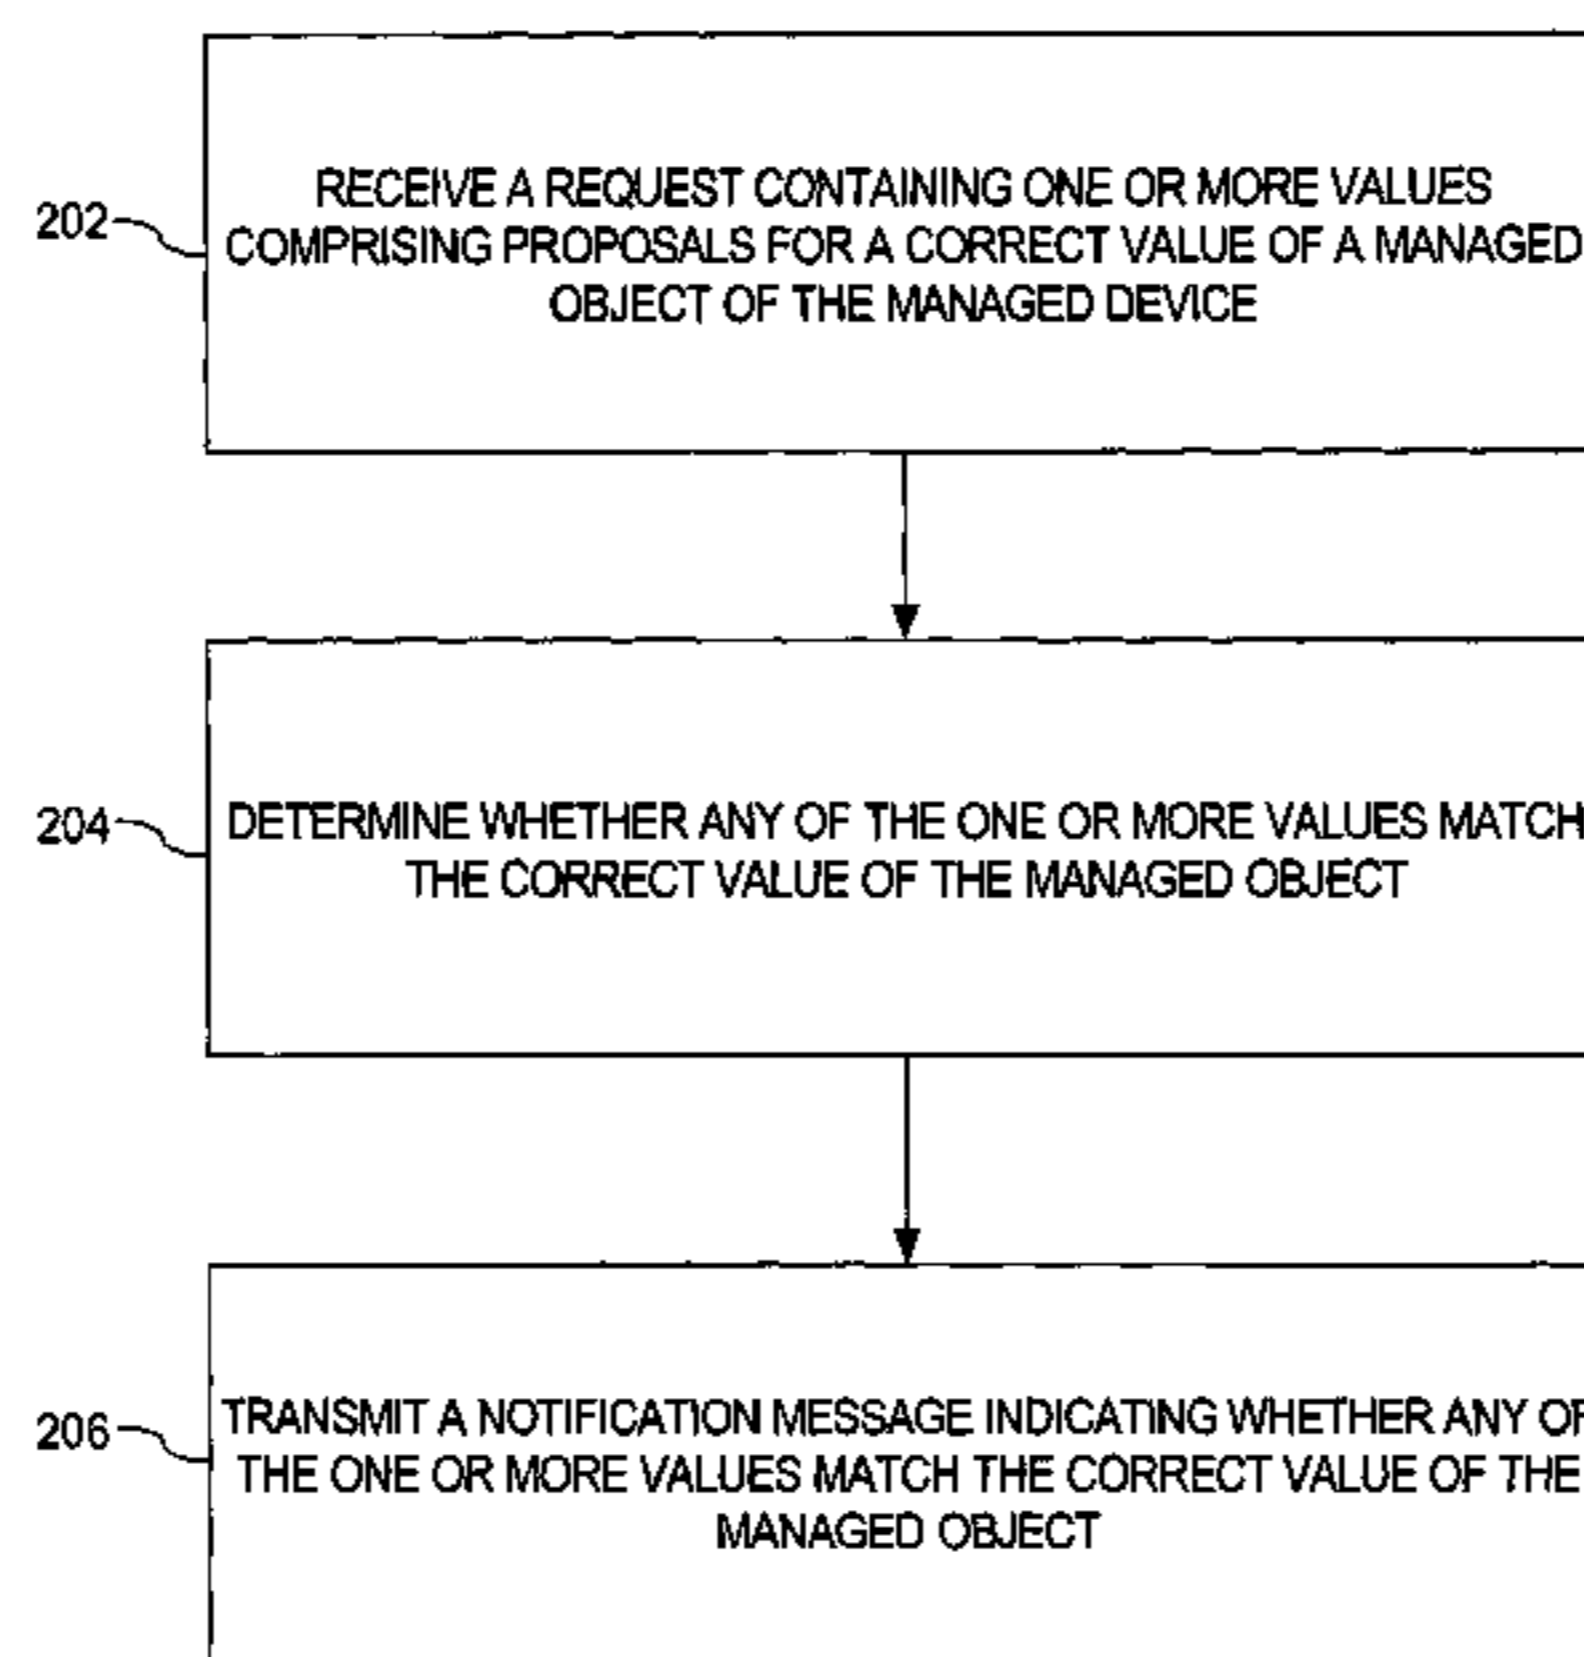 202
RECEIVE A REQUEST CONTAINING ONE OR MORE VALUES
COMPRISING PROPOSALS FOR A CORRECT VALUE OF A MANAGED
OBJECT OF THE MANAGED DEVICE
204
DETERMINE WHETHER ANY OF THE ONE OR MORE VALUES MATCH
THE CORRECT VALUE OF THE MANAGED OBJECT
206
TRANSMIT A NOTIFICATION MESSAGE INDICATING WHETHER ANY OF
THE ONE OR MORE VALUES MATCH THE CORRECT VALUE OF THE
MANAGED OBJECT